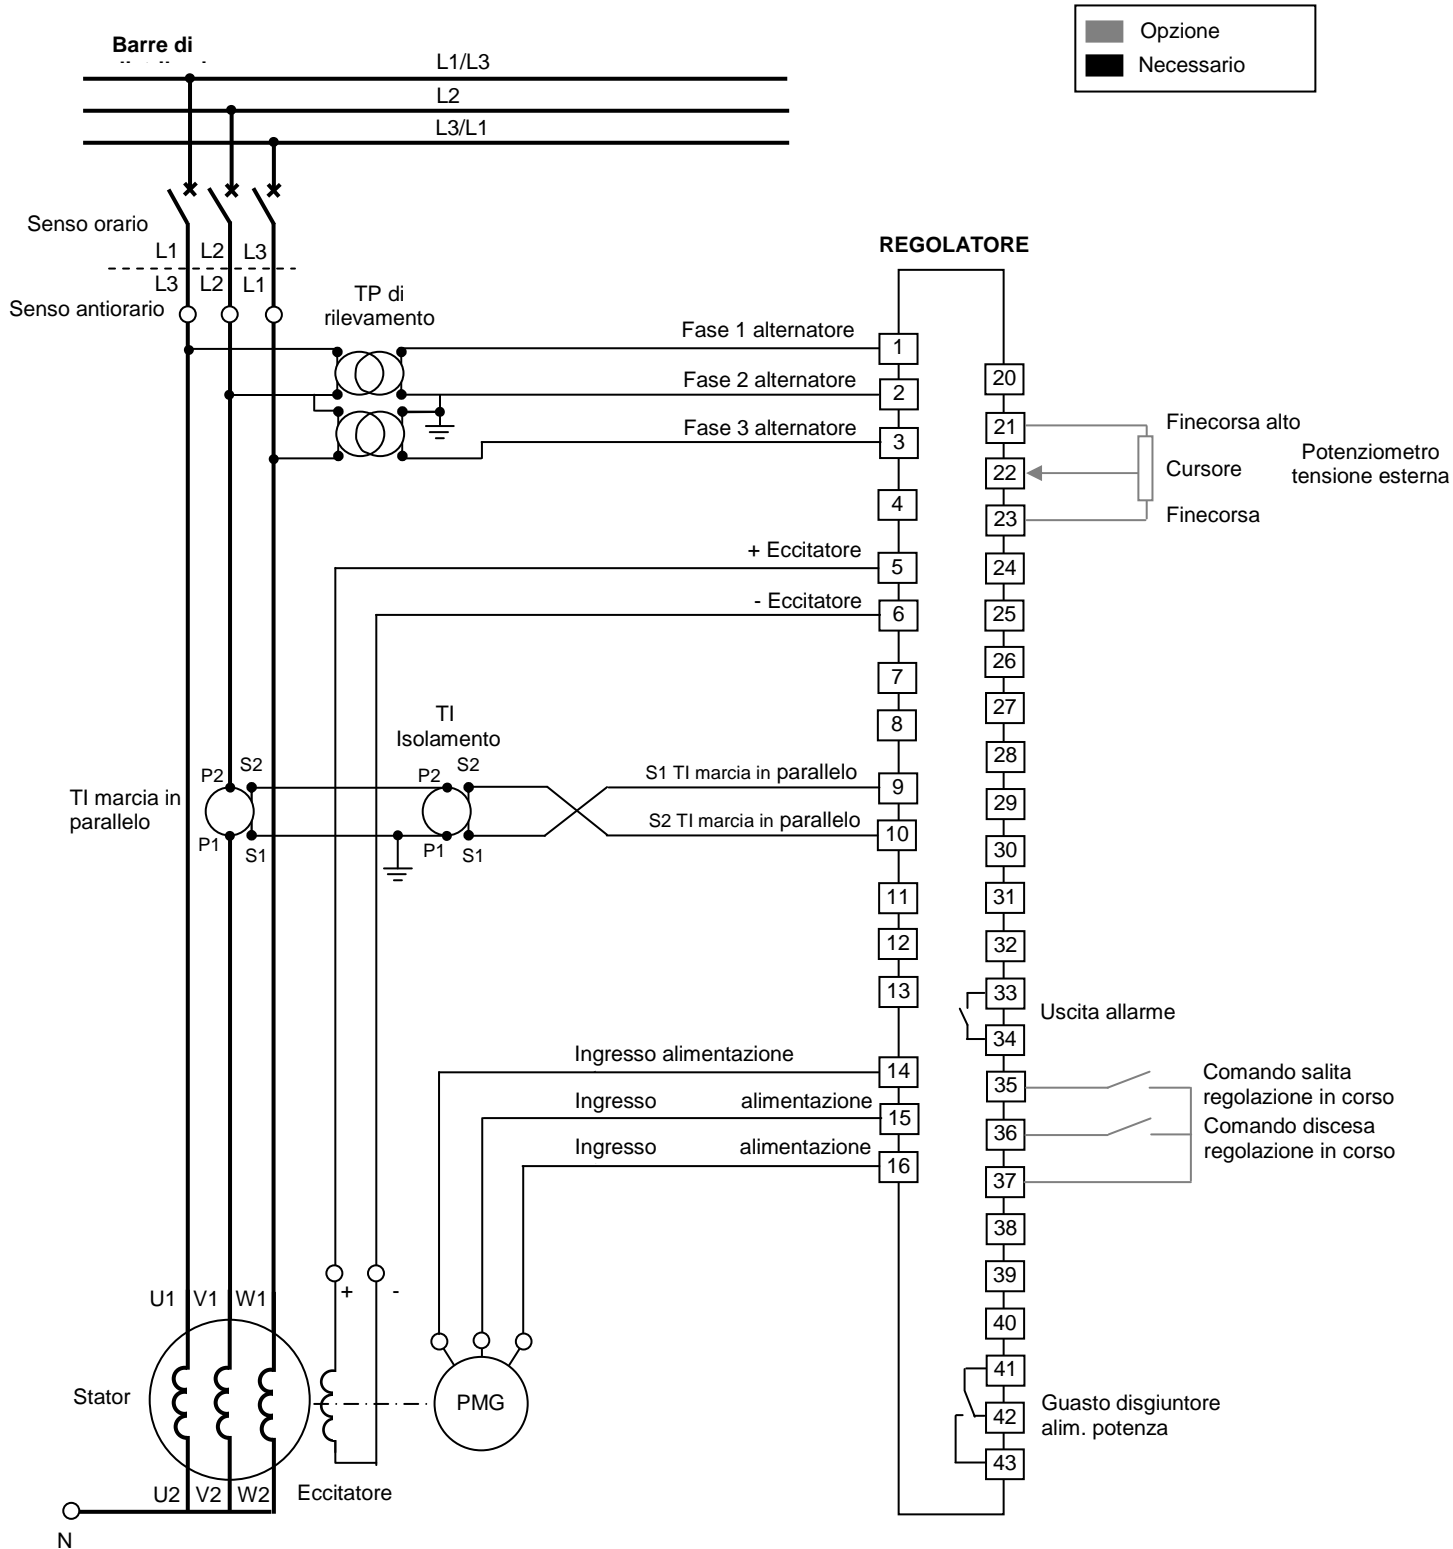 Opzione
Necessario
Barre di
L1/L3
L2
L3/L1
Senso orario
L1 L2 L3
L3 L2 L1
Senso antiorario
TP di
rilevamento
REGOLATORE
Fase 1 alternatore
1
Fase 2 alternatore
2
Fase 3 alternatore
3
4
+ Eccitatore
5
- Eccitatore
6
7
8
TI
Isolamento
P2 S2
P2 S2
TI marcia in
parallelo
P1 S1
P1 S1
S1 TI marcia in parallelo
9
S2 TI marcia in parallelo
10
11
12
13
Ingresso alimentazione
14
Ingresso alimentazione
15
Ingresso alimentazione
16
20
21
Finecorsa alto
22
Cursore
Potenziometro
tensione esterna
23
Finecorsa
24
25
26
27
28
29
30
31
32
33
Uscita allarme
34
35
Comando salita
regolazione in corso
36
Comando discesa
regolazione in corso
37
38
39
40
41
42
Guasto disgiuntore
alim. potenza
43
+ -
U1 V1 W1
Stator
PMG
U2 V2 W2
Eccitatore
N